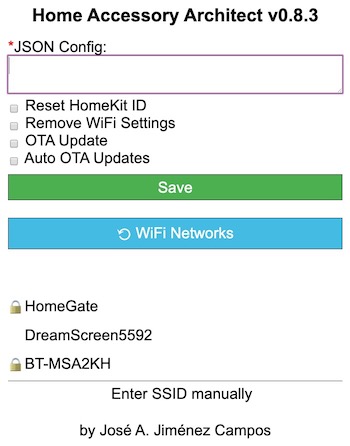 Home Accessory Architect v0.8.3
*JSON Config:
Reset HomeKit ID
Remove WiFi Settings
OTA Update
Auto OTA Updates
Save
WiFi Networks
HomeGate
DreamScreen5592
BT-MSA2KH
Enter SSID manually
by José A. Jiménez Campos